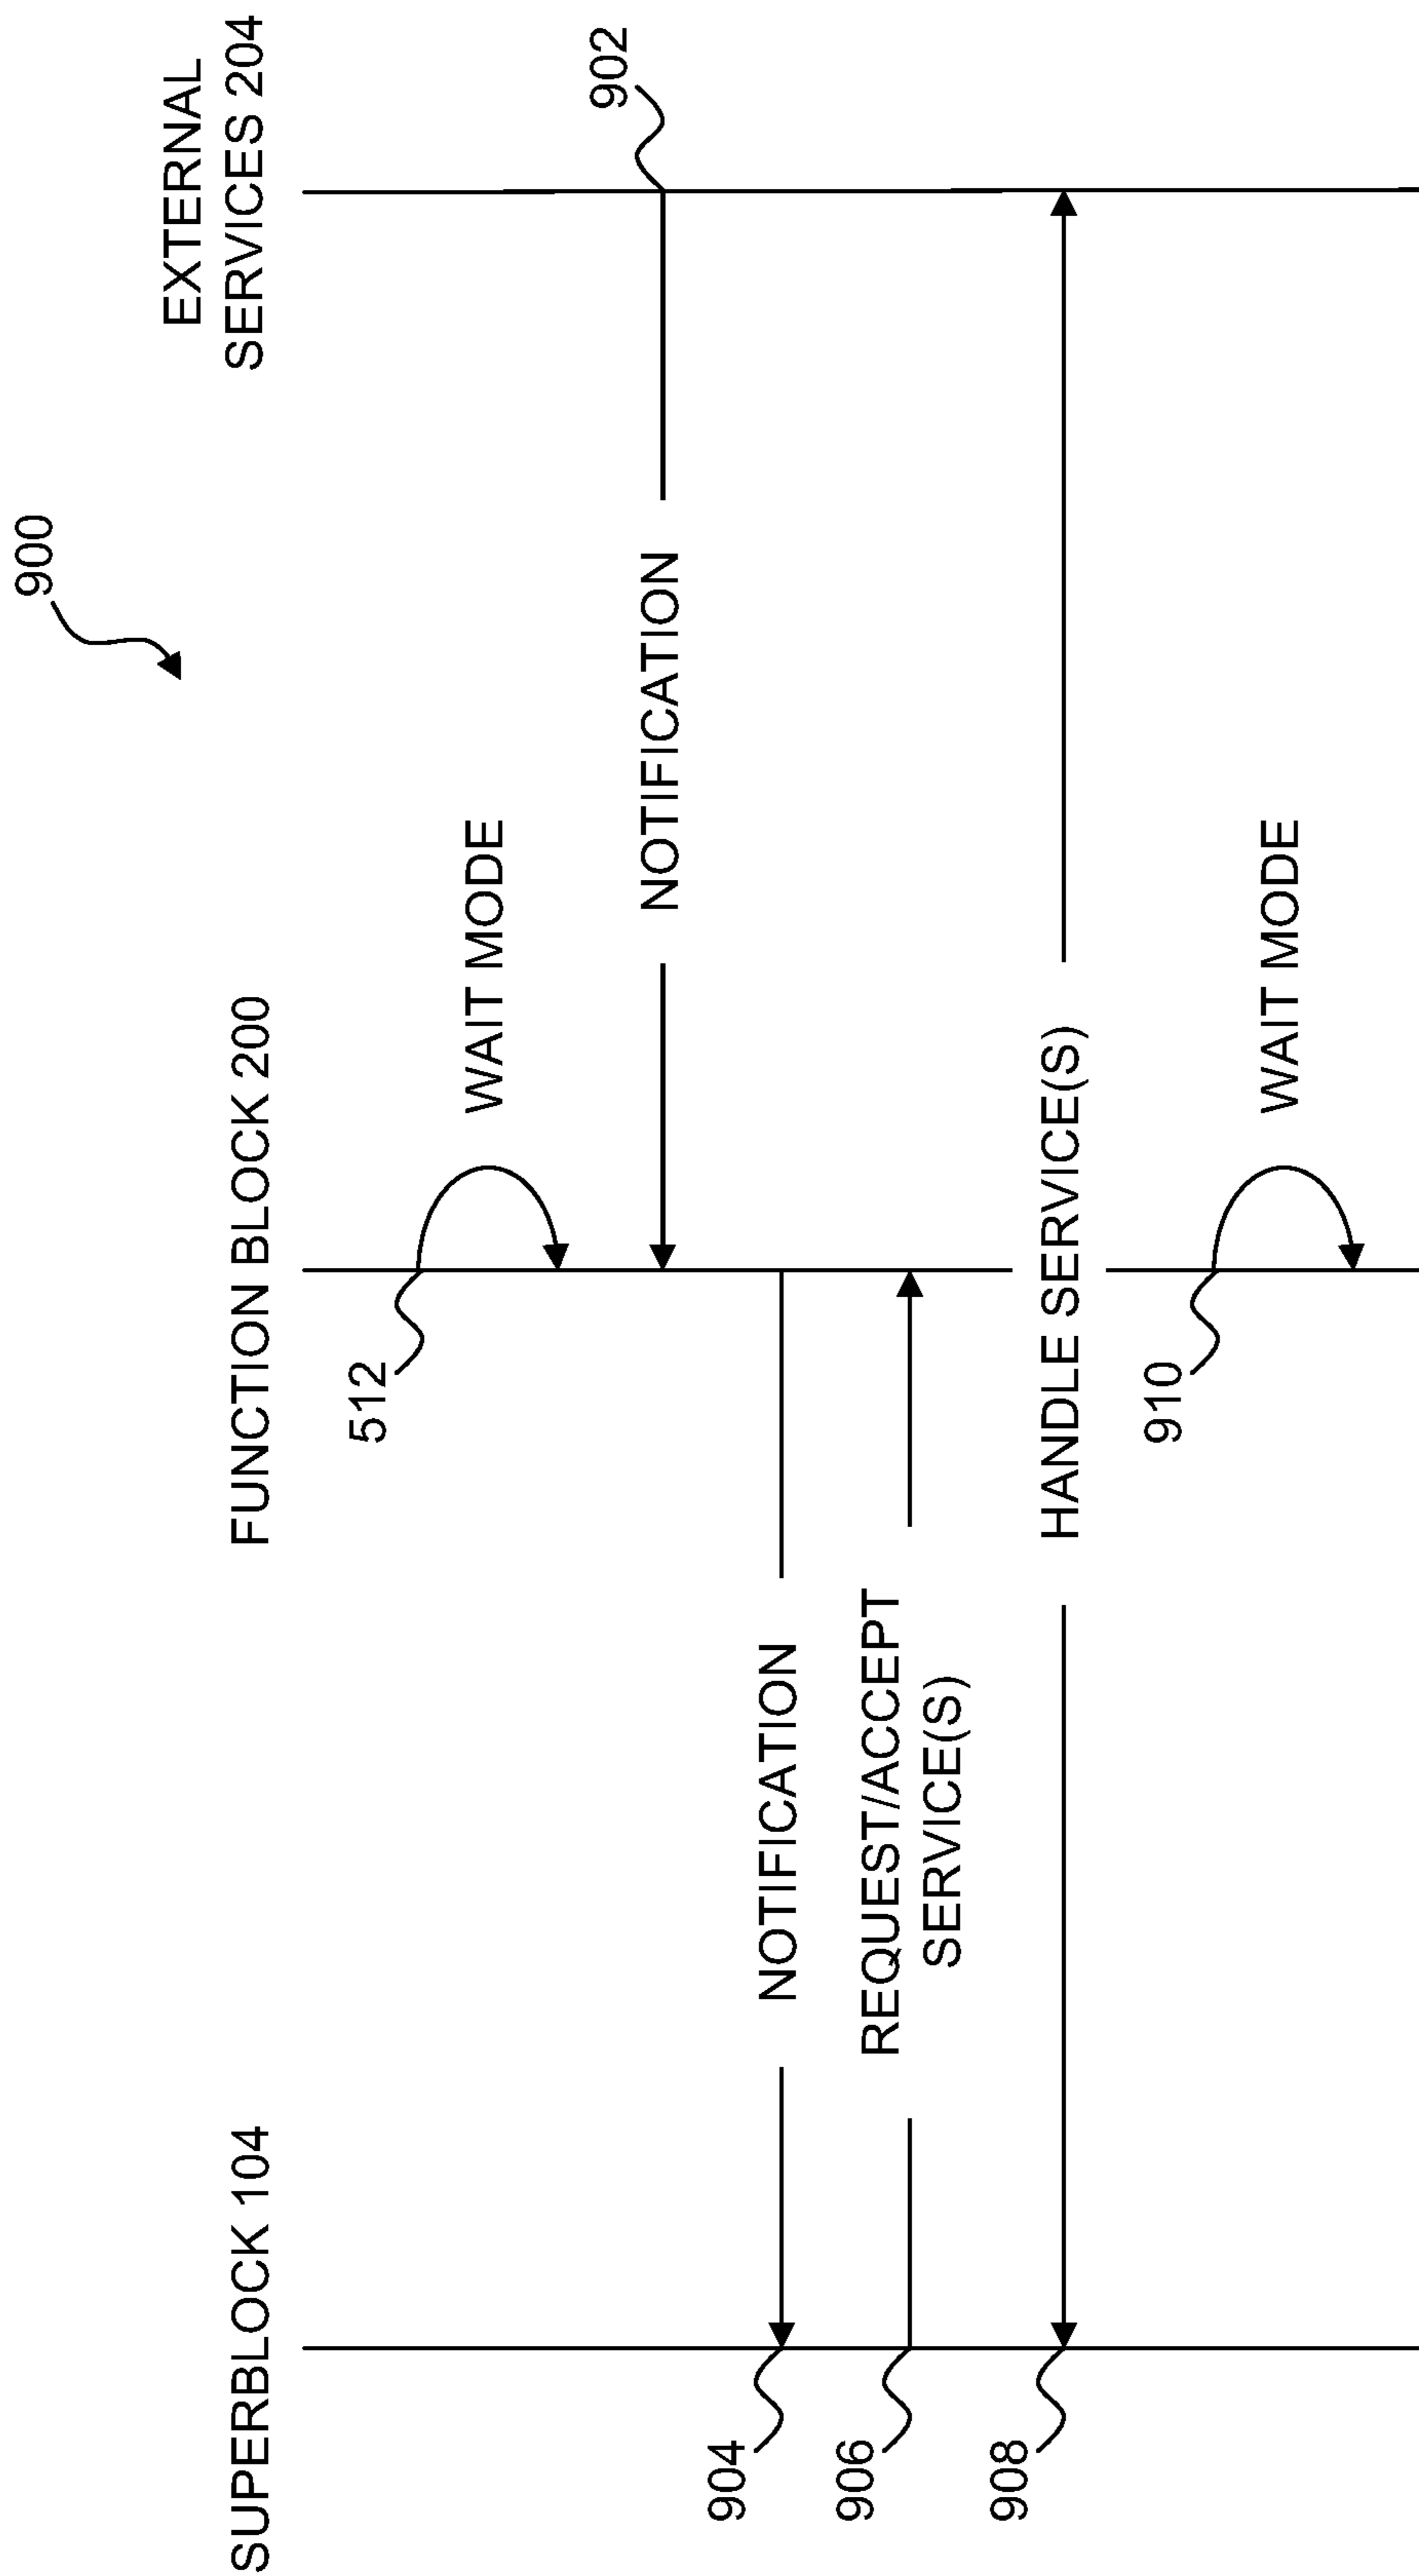 900
SUPERBLOCK 104
FUNCTION BLOCK 200
EXTERNAL
SERVICES 204
512
WAIT MODE
902
NOTIFICATION
904
NOTIFICATION
906
REQUEST/ACCEPT
SERVICE(S)
908
HANDLE SERVICE(S)
910
WAIT MODE